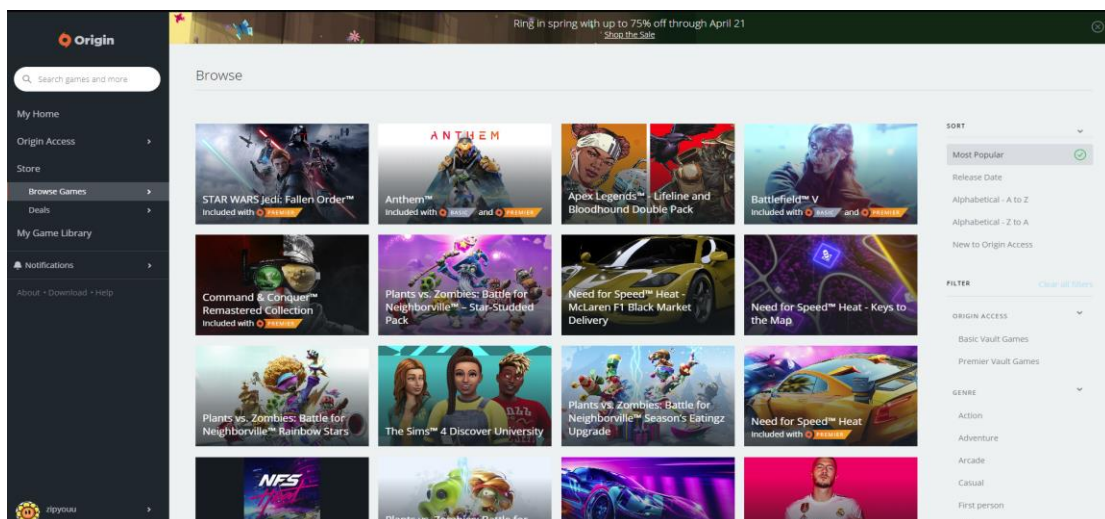 Origin
Search games and more
My Home
Origin Access
Store
Browse Games
Deals
My Game Library
Notifications
About • Download • Help
zipyouu
Ring in spring with up to 75% off through April 21
Shop the Sale
Browse
STAR WARS Jedi: Fallen Order™
Included with PREMIER
ANTHEM
Anthem™
Included with BASIC and PREMIER
Apex Legends™ - Lifeline and
Bloodhound Double Pack
Battlefield™ V
Included with BASIC and PREMIER
Command & Conquer™
Remastered Collection
Included with PREMIER
Plants vs. Zombies: Battle for
Neighborville™ – Star-Studded
Pack
Need for Speed™ Heat -
McLaren F1 Black Market
Delivery
Need for Speed™ Heat - Keys to
the Map
Plants vs. Zombies: Battle for
Neighborville™ Rainbow Stars
The Sims™ 4 Discover University
Plants vs. Zombies: Battle for
Neighborville™ Season's Eatingz
Upgrade
Need for Speed™ Heat
Included with PREMIER
NFS
Plants vs. Zombies: Battle for
SORT
Most Popular
Release Date
Alphabetical - A to Z
Alphabetical - Z to A
New to Origin Access
FILTER
Clear all filters
ORIGIN ACCESS
Basic Vault Games
Premier Vault Games
GENRE
Action
Adventure
Arcade
Casual
First person